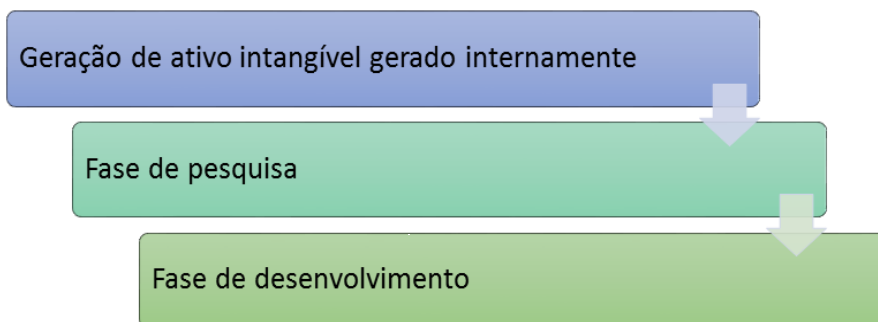 Geração de ativo intangível gerado internamente
Fase de pesquisa
Fase de desenvolvimento